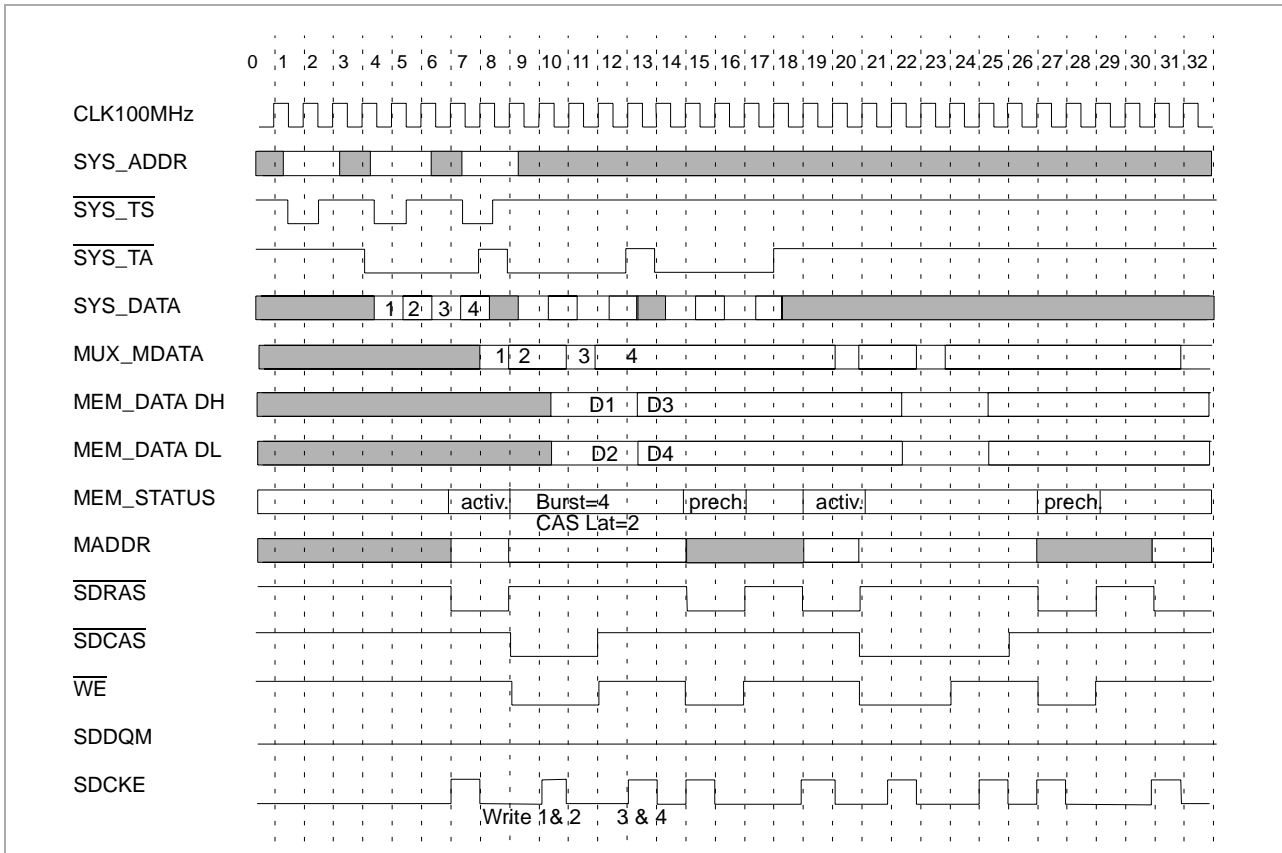 0 1 2 3 4 5 6 7 8 9 10 11 12 13 14 15 16 17 18 19 20 21 22 23 24 25 26 27 28 29 30 31 32
CLK100MHz
SYS_ADDR
SYS_TS
SYS_TA
SYS_DATA 1 2 3 4
MUX_MDATA 1 2 3 4
MEM_DATA DH D1 D3
MEM_DATA DL D2 D4
MEM_STATUS activ. Burst=4 prech. activ. prech.
CAS Lat=2
MADDR
SDRAS
SDCAS
WE
SDDQM
SDCKE
Write 1& 2 3 & 4